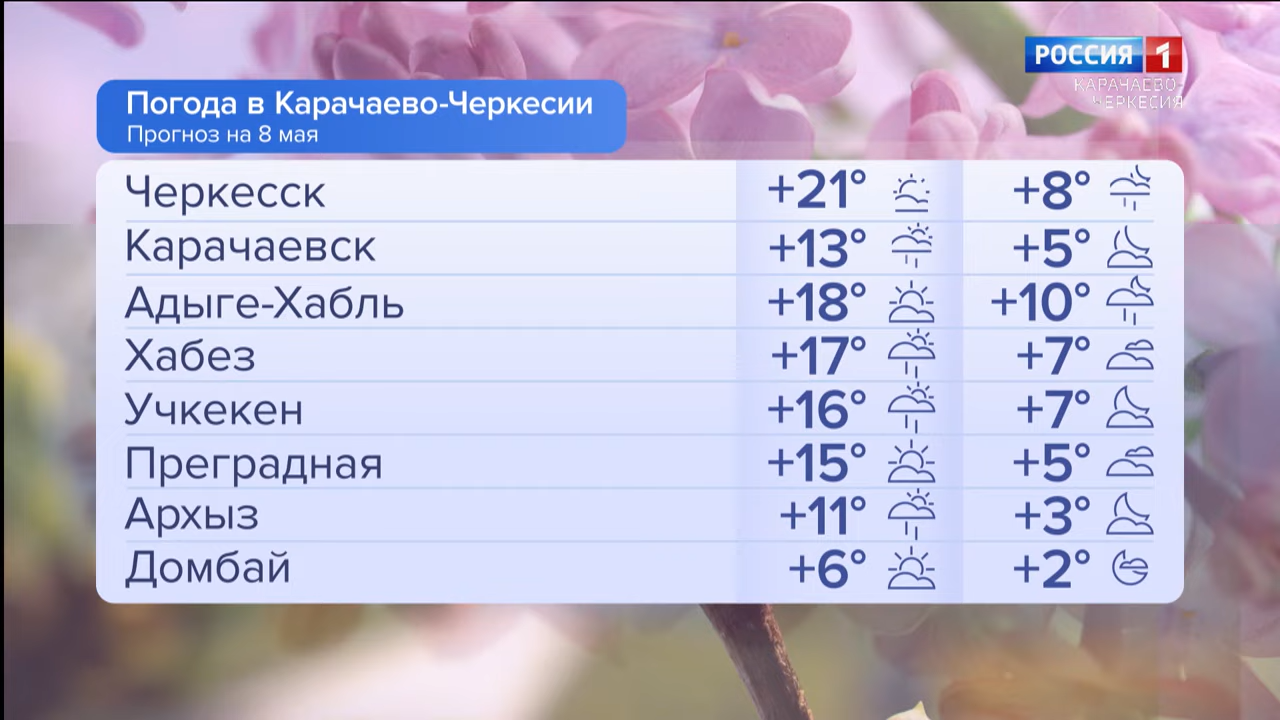 РОССИЯ 1
КАРАЧАЕВО-
ЧЕРКЕСИЯ
Погода в Карачаево-Черкесии
Прогноз на 8 мая
Черкесск +21° +8°
Карачаевск +13° +5°
Адыге-Хабль +18° +10°
Хабез +17° +7°
Учкекен +16° +7°
Преградная +15° +5°
Архыз +11° +3°
Домбай +6° +2°